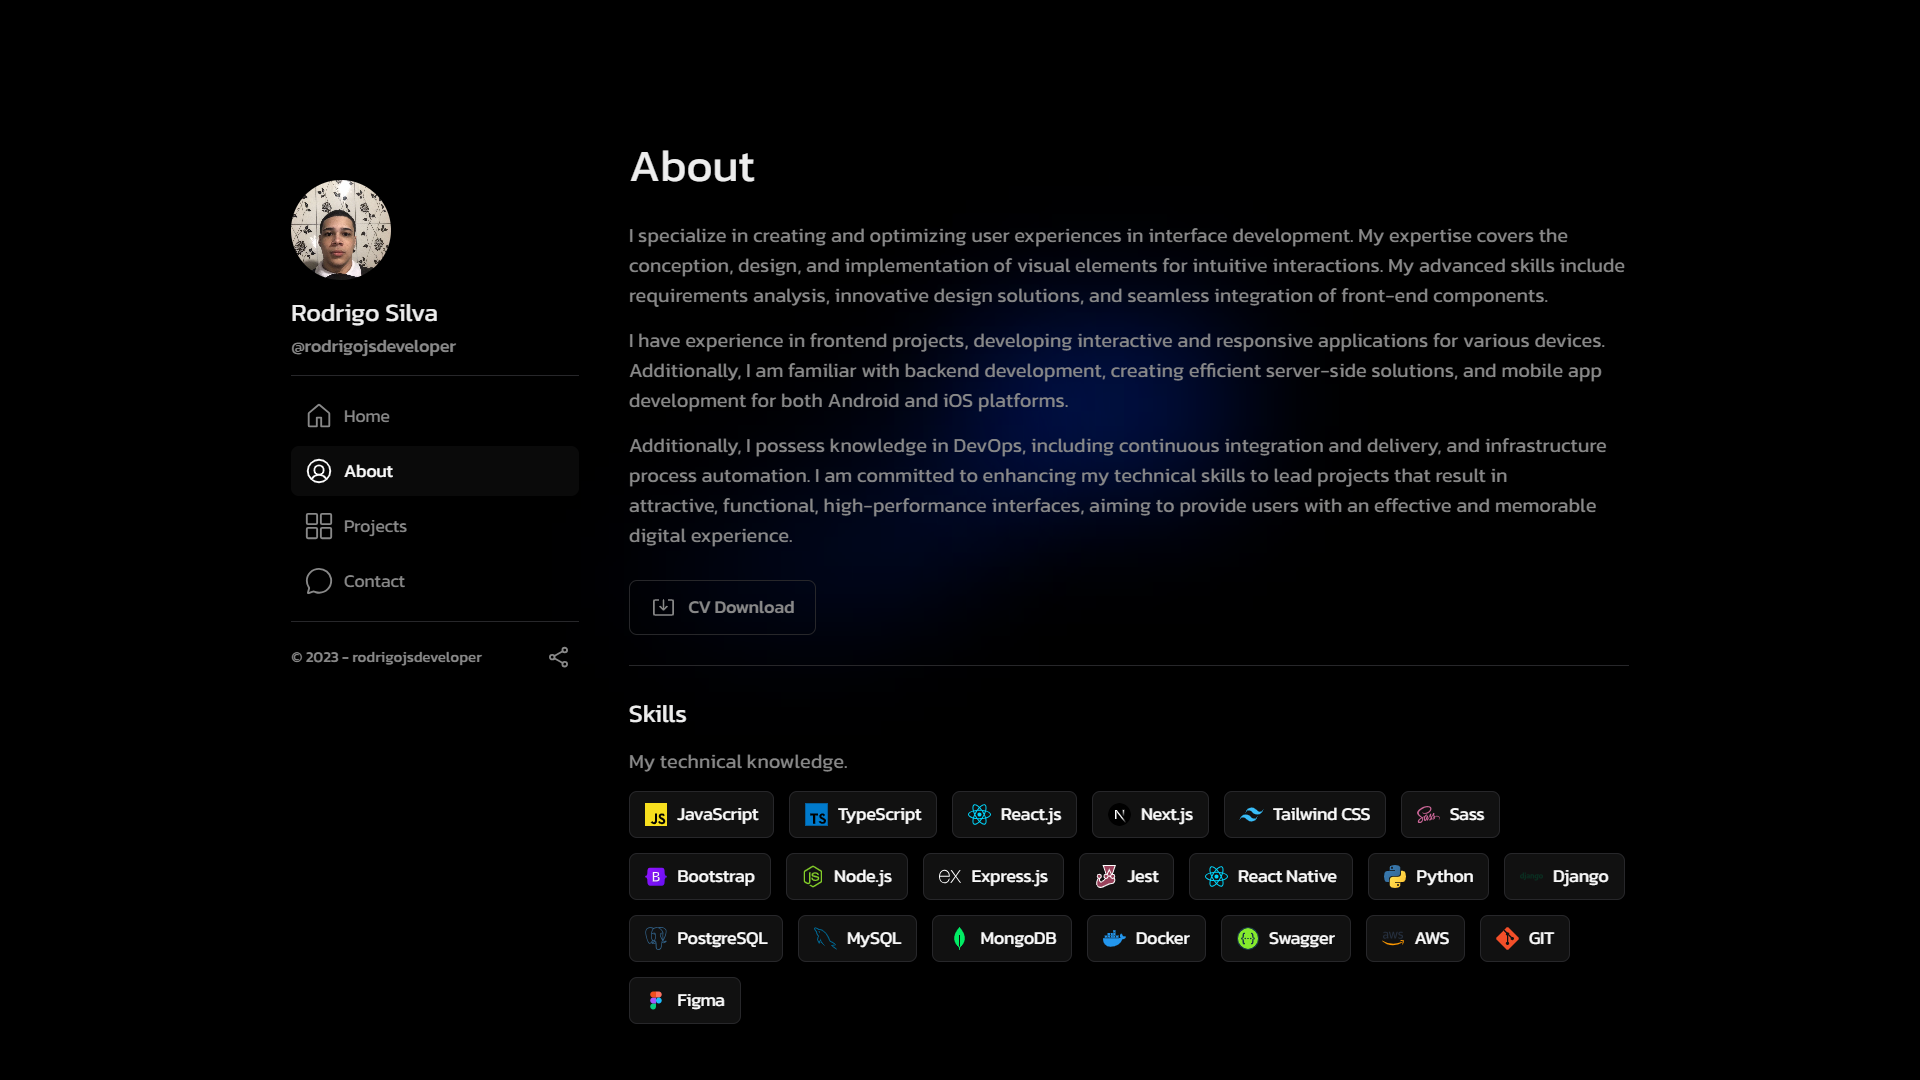 Rodrigo Silva
@rodrigojsdeveloper
Home
About
Projects
Contact
© 2023 - rodrigojsdeveloper
About
I specialize in creating and optimizing user experiences in interface development. My expertise covers the
conception, design, and implementation of visual elements for intuitive interactions. My advanced skills include
requirements analysis, innovative design solutions, and seamless integration of front-end components.
I have experience in frontend projects, developing interactive and responsive applications for various devices.
Additionally, I am familiar with backend development, creating efficient server-side solutions, and mobile app
development for both Android and iOS platforms.
Additionally, I possess knowledge in DevOps, including continuous integration and delivery, and infrastructure
process automation. I am committed to enhancing my technical skills to lead projects that result in
attractive, functional, high-performance interfaces, aiming to provide users with an effective and memorable
digital experience.
CV Download
Skills
My technical knowledge.
JS JavaScript TS TypeScript React.js N Next.js Tailwind CSS Sass Sass
B Bootstrap JS Node.js EX Express.js Jest React Native Python django Django
PostgreSQL MySQL MongoDB Docker {··} Swagger aws AWS GIT
Figma